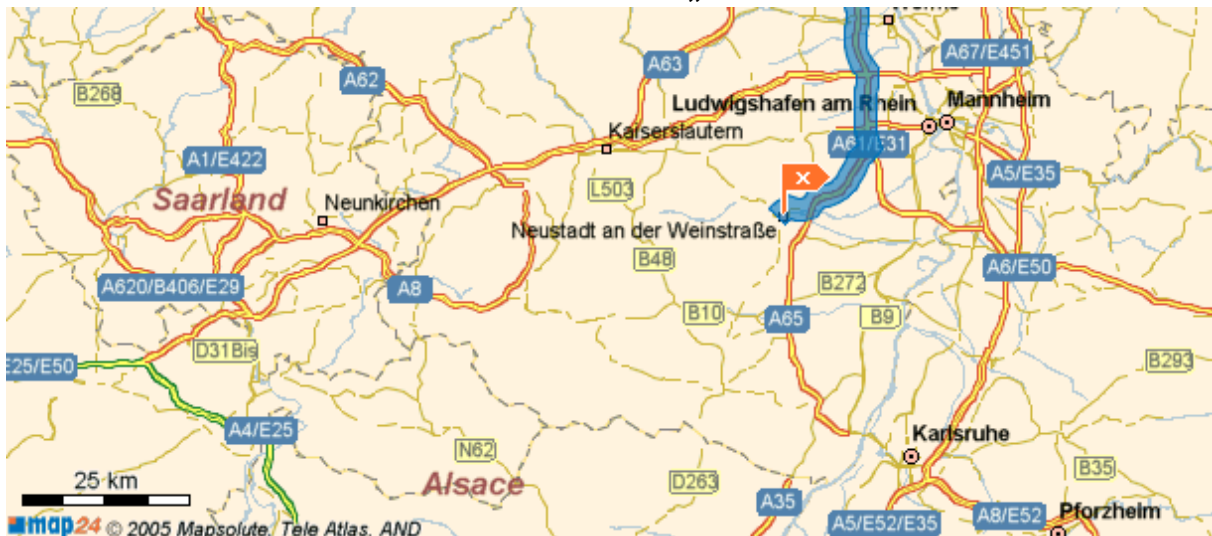 A67/E451
A63
A62
B268
Ludwigshafen am Rhein
Mannheim
Kaiserslautern
A61/E31
A1/E422
A5/E35
L503
Saarland
Neunkirchen
Neustadt an der Weinstraße
B48
A6/E50
A620/B406/E29
A8
B272
B10
A65
B9
D31Bis
E25/E50
B293
A4/E25
Karlsruhe
N62
B35
Alsace
D263
25 km
A35
A8/E52
Pforzheim
A5/E52/E35
map24 © 2005 Mapsolute, Tele Atlas, AND